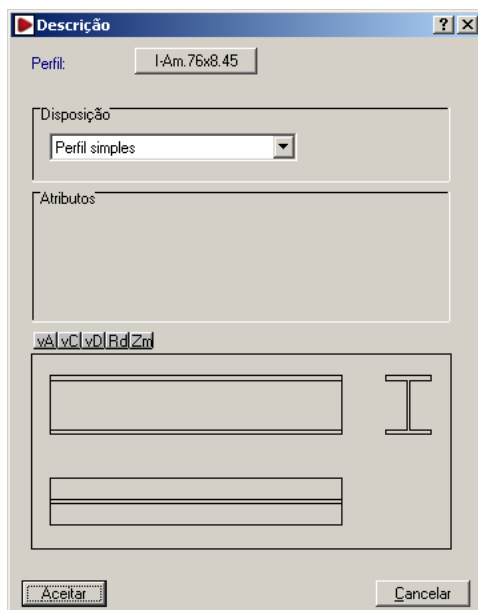 Descrição
Perfil: I-Am.76x8.45
Disposição
Perfil simples
Atributos
vA vC vD Rd Zm
Aceitar Cancelar